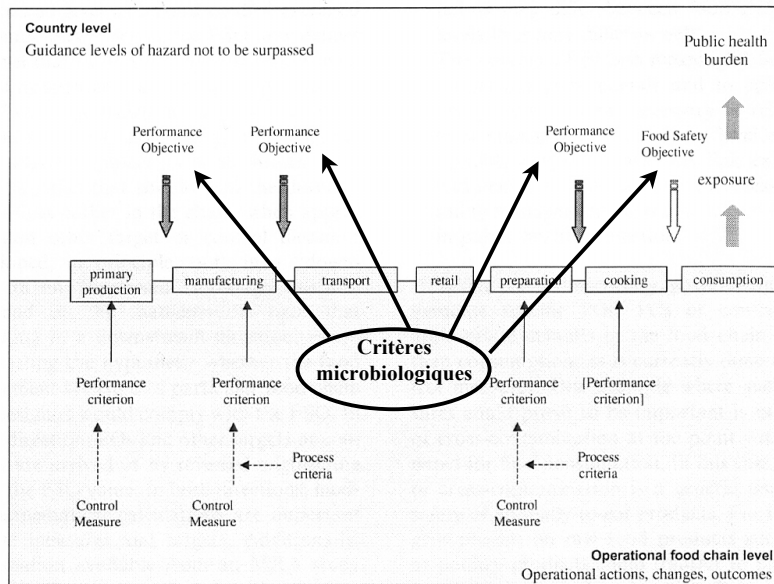 Country level
Guidance levels of hazard not to be surpassed
Public health
burden
Performance
Objective
Performance
Objective
Performance
Objective
Food Safety
Objective
exposure
primary
production
manufacturing
transport
retail
preparation
cooking
consumption
Critères
microbiologiques
Performance
criterion
Performance
criterion
Performance
criterion
[Performance
criterion]
Process
criteria
Process
criteria
Control
Measure
Control
Measure
Control
Measure
Operational food chain level
Operational actions, changes, outcomes